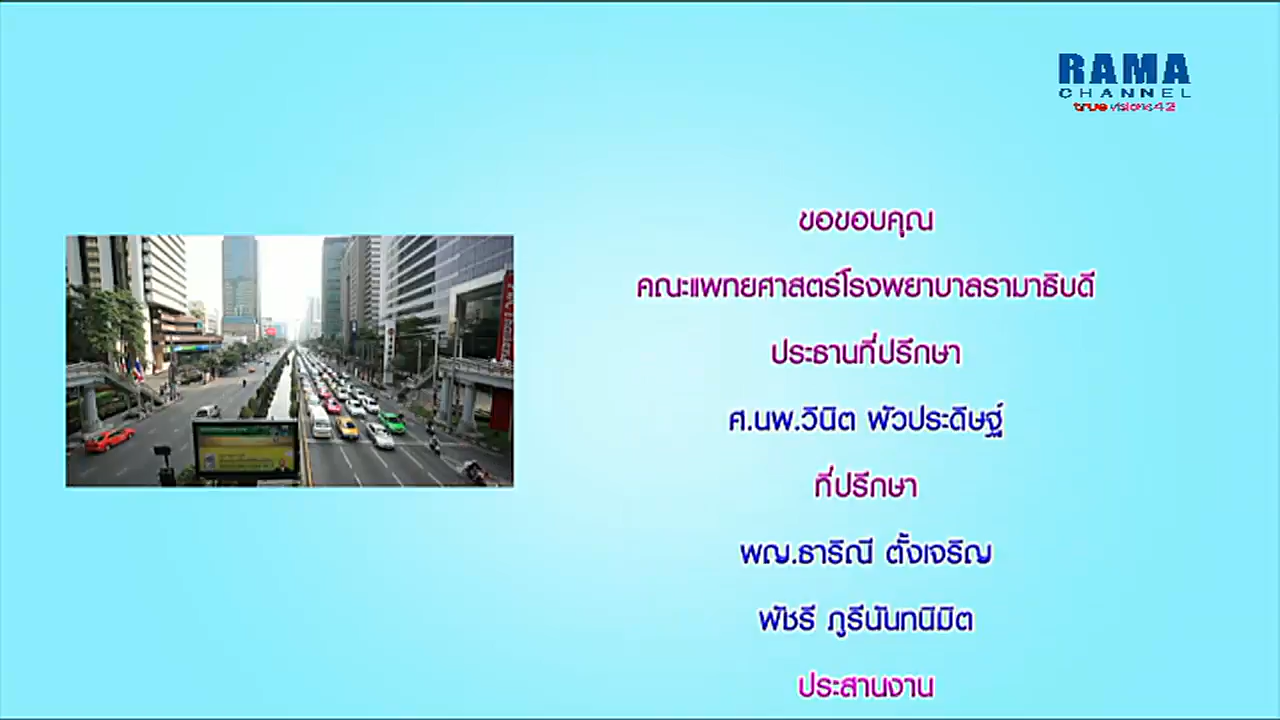 RAMA
CHANNEL
true visions 42
ขอขอบคุณ
คณะแพทยศาสตร์โรงพยาบาลรามาธิบดี
ประธานที่ปรึกษา
ศ.นพ.วินิต พัวประดิษฐ์
ที่ปรึกษา
พญ.ธาริณี ตั้งเจริญ
พัชรี ภูรีนันทนิมิต
ประสานงาน